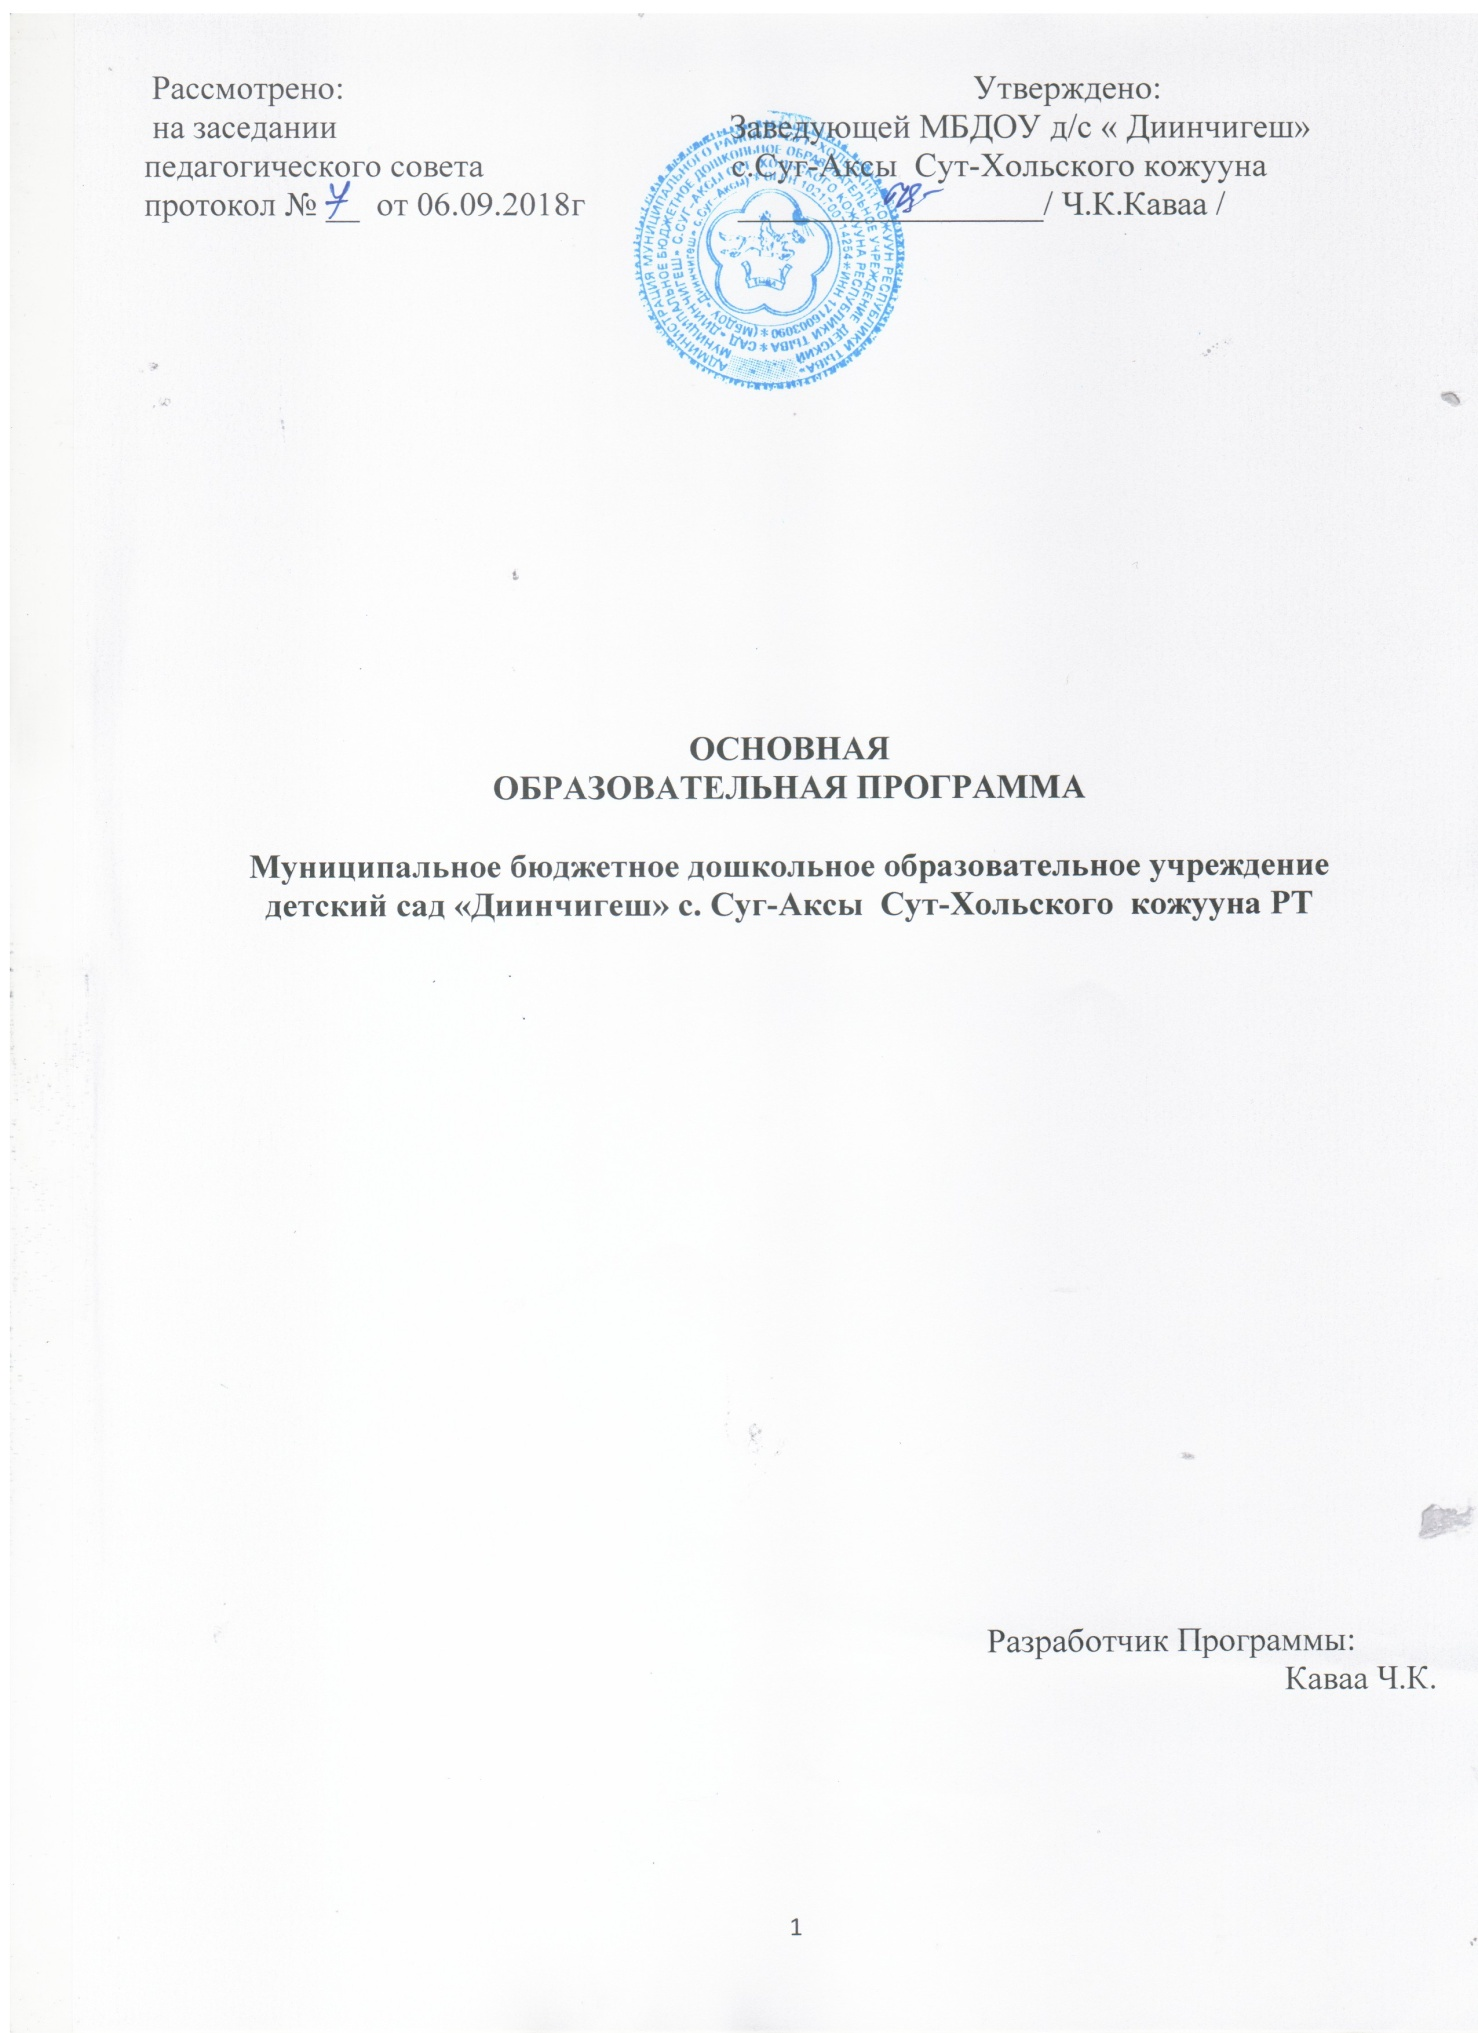 Рассмотрено:
на заседании
педагогического совета
протокол № от 06.09.2018г
Утверждено:
Заведующей МБДОУ д/с « Диинчигеш»
с.Суг-Аксы Сут-Хольского кожууна
/ Ч.К.Каваа /
ОСНОВНАЯ
ОБРАЗОВАТЕЛЬНАЯ ПРОГРАММА
Муниципальное бюджетное дошкольное образовательное учреждение
детский сад «Диинчигеш» с. Суг-Аксы Сут-Хольского кожууна РТ
Разработчик Программы:
Каваа Ч.К.
1